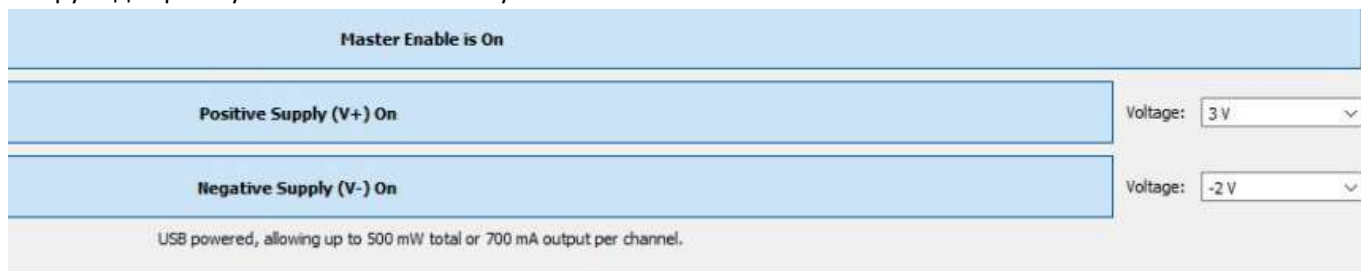 Master Enable is On
Positive Supply (V+) On Voltage: 3 V
Negative Supply (V-) On Voltage: -2 V
USB powered, allowing up to 500 mW total or 700 mA output per channel.